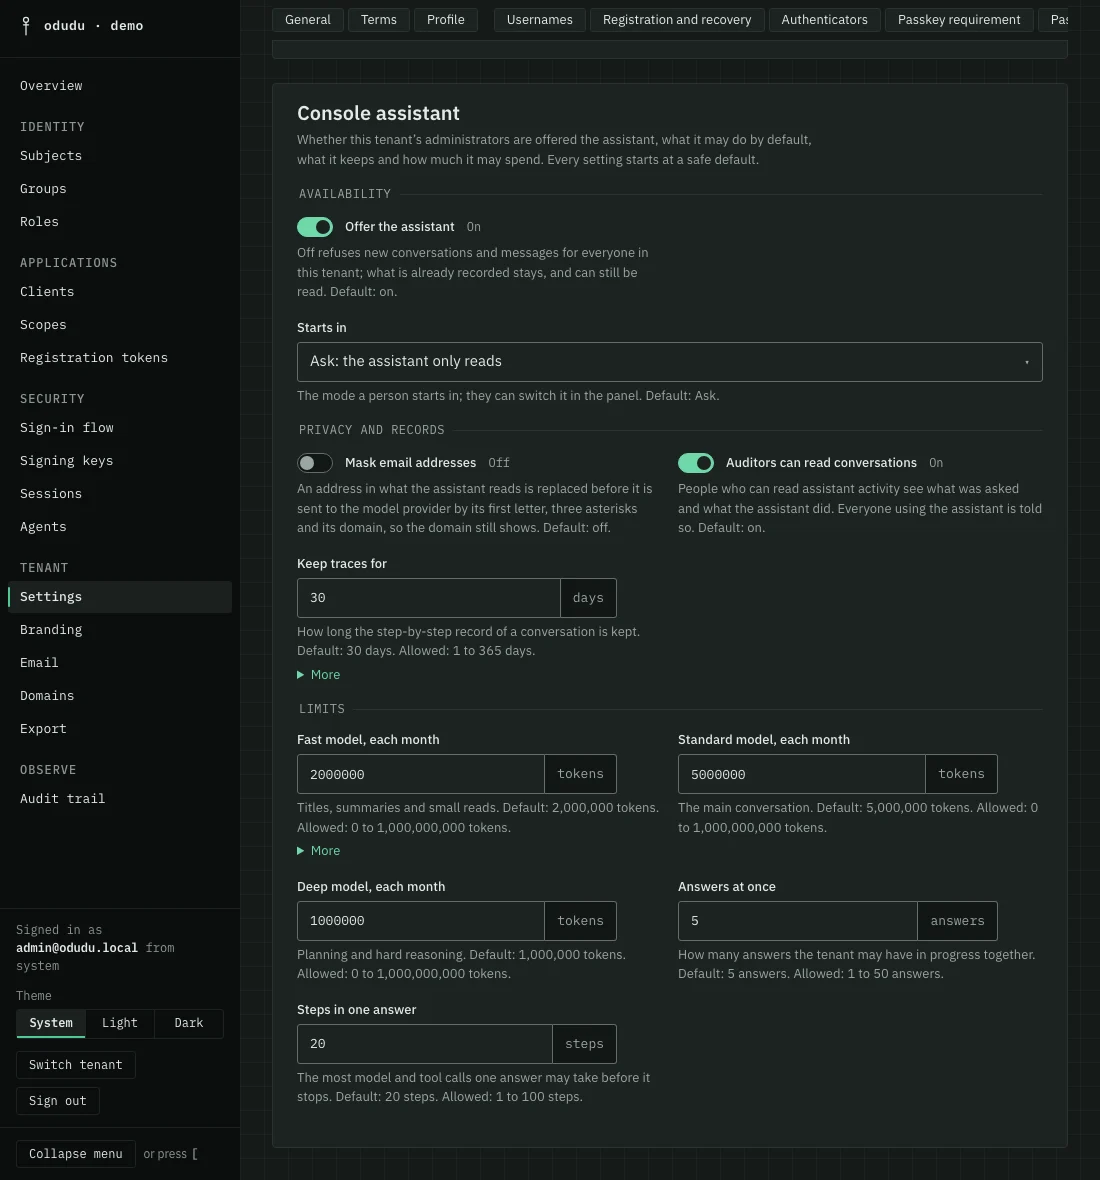 odudu · demo
Overview
IDENTITY
Subjects
Groups
Roles
APPLICATIONS
Clients
Scopes
Registration tokens
SECURITY
Sign-in flow
Signing keys
Sessions
Agents
TENANT
Settings
Branding
Email
Domains
Export
OBSERVE
Audit trail
Signed in as
admin@odudu.local from
system
Theme
System Light Dark
Switch tenant
Sign out
Collapse menu or press [
General Terms Profile Usernames Registration and recovery Authenticators Passkey requirement Pas
Console assistant
Whether this tenant’s administrators are offered the assistant, what it may do by default,
what it keeps and how much it may spend. Every setting starts at a safe default.
AVAILABILITY
Offer the assistant On
Off refuses new conversations and messages for everyone in
this tenant; what is already recorded stays, and can still be
read. Default: on.
Starts in
Ask: the assistant only reads
The mode a person starts in; they can switch it in the panel. Default: Ask.
PRIVACY AND RECORDS
Mask email addresses Off
An address in what the assistant reads is replaced before it is
sent to the model provider by its first letter, three asterisks
and its domain, so the domain still shows. Default: off.
Auditors can read conversations On
People who can read assistant activity see what was asked
and what the assistant did. Everyone using the assistant is told
so. Default: on.
Keep traces for
30 days
How long the step-by-step record of a conversation is kept.
Default: 30 days. Allowed: 1 to 365 days.
More
LIMITS
Fast model, each month
2000000 tokens
Titles, summaries and small reads. Default: 2,000,000 tokens.
Allowed: 0 to 1,000,000,000 tokens.
More
Standard model, each month
5000000 tokens
The main conversation. Default: 5,000,000 tokens. Allowed: 0
to 1,000,000,000 tokens.
Deep model, each month
1000000 tokens
Planning and hard reasoning. Default: 1,000,000 tokens.
Allowed: 0 to 1,000,000,000 tokens.
Answers at once
5 answers
How many answers the tenant may have in progress together.
Default: 5 answers. Allowed: 1 to 50 answers.
Steps in one answer
20 steps
The most model and tool calls one answer may take before it
stops. Default: 20 steps. Allowed: 1 to 100 steps.